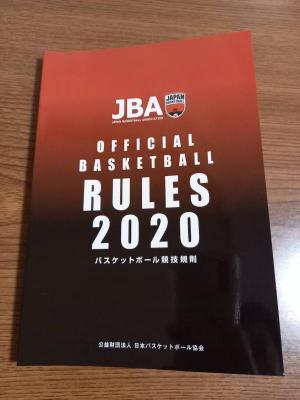 JBA
JAPAN BASKETBALL ASSOCIATION
JAPAN
BASKETBALL
OFFICIAL
BASKETBALL
RULES
2020
バスケットボール競技規則
公益財団法人 日本バスケットボール協会